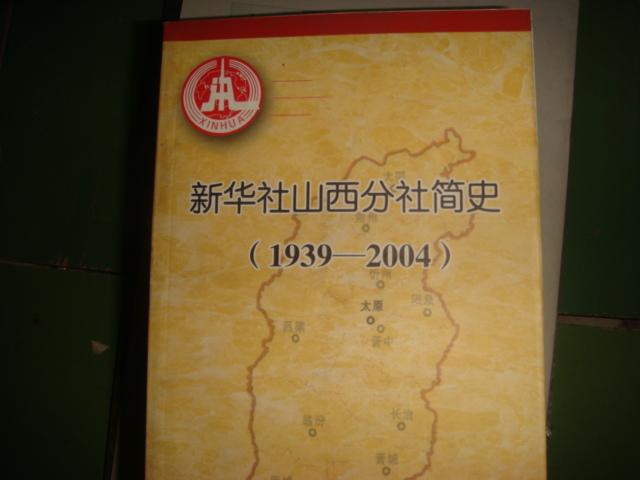 XINHUA
大同
新华社山西分社简史
朔州
(1939—2004)
忻州
阳泉
太原
吕梁
晋中
临汾
长治
晋城